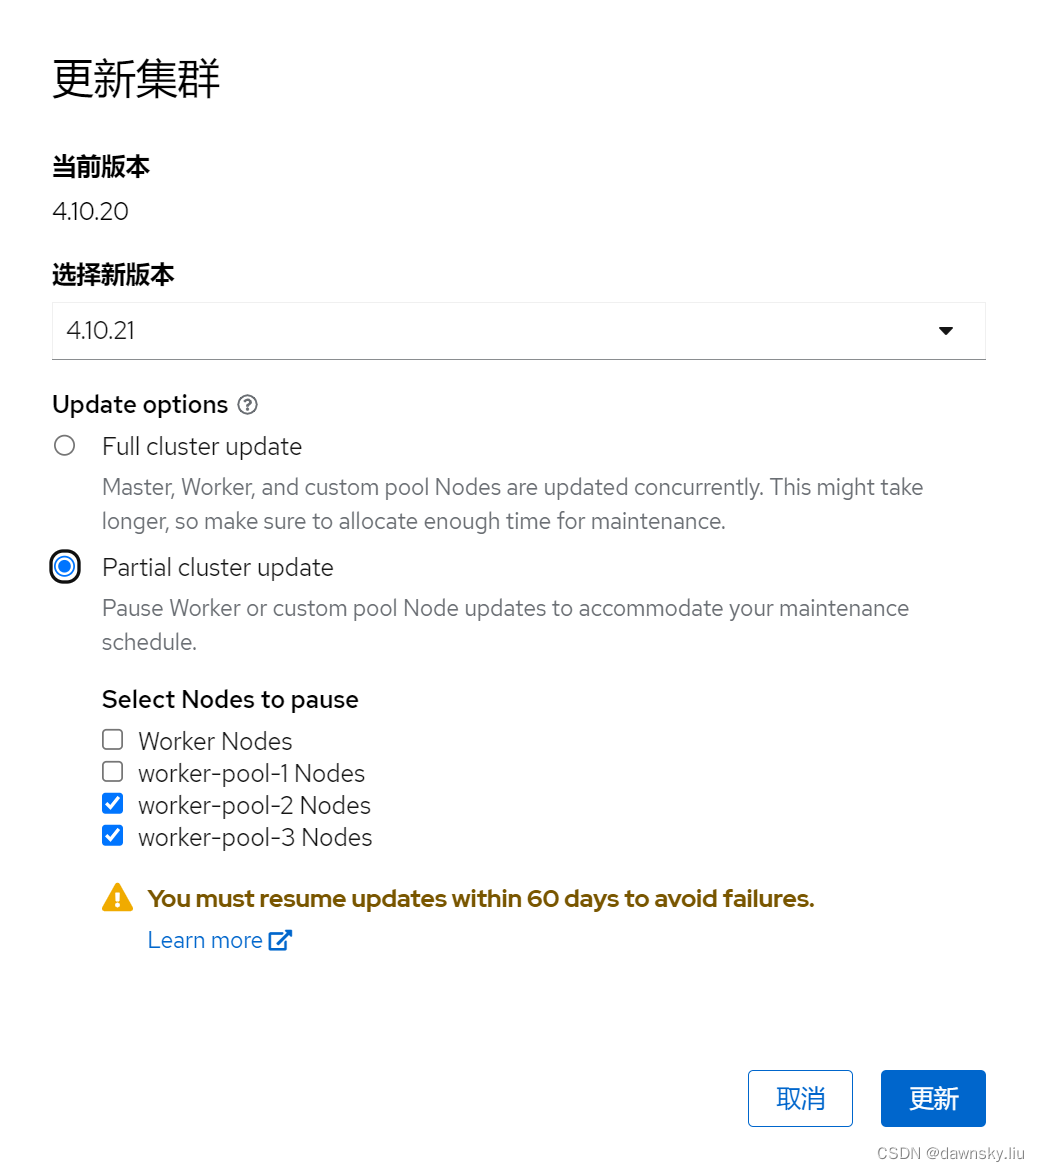 更新集群
当前版本
4.10.20
选择新版本
4.10.21
Update options
Full cluster update
Master, Worker, and custom pool Nodes are updated concurrently. This might take
longer, so make sure to allocate enough time for maintenance.
Partial cluster update
Pause Worker or custom pool Node updates to accommodate your maintenance
schedule.
Select Nodes to pause
Worker Nodes
worker-pool-1 Nodes
worker-pool-2 Nodes
worker-pool-3 Nodes
You must resume updates within 60 days to avoid failures.
Learn more
取消
更新
CSDN @dawnsky.liu